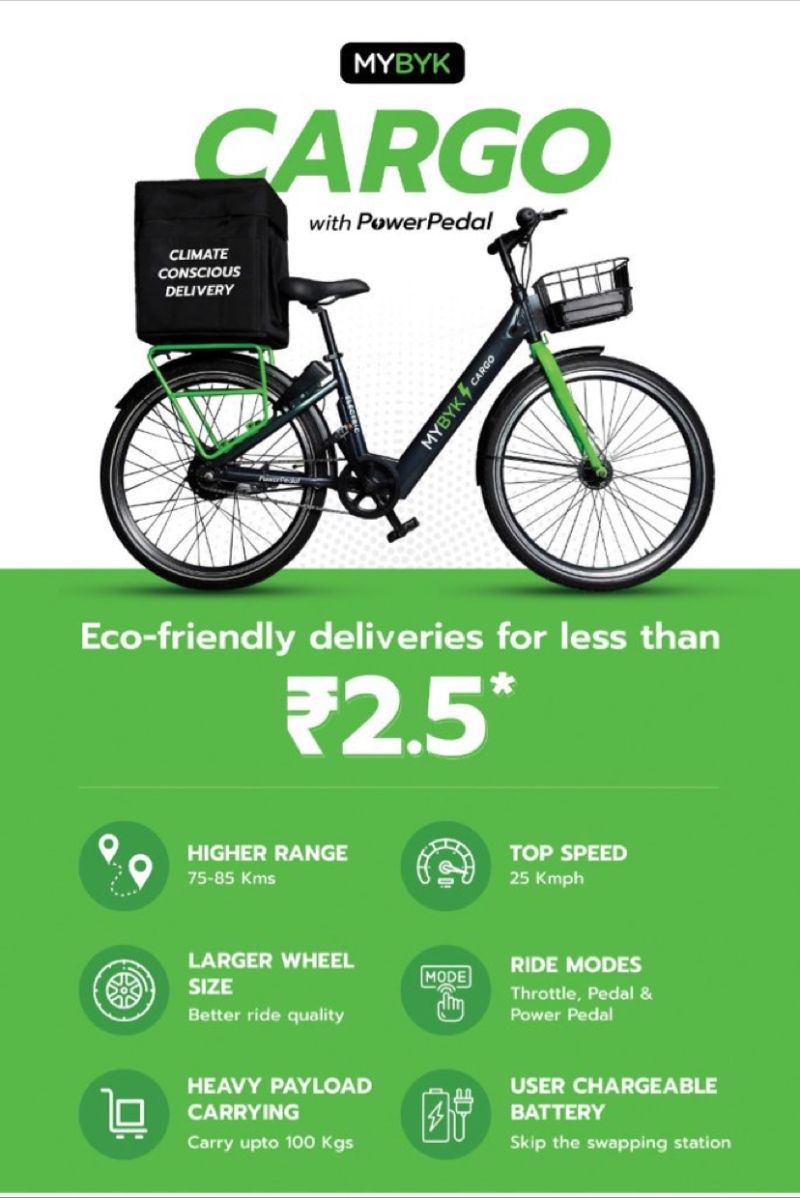 MYBYK
CARGO
with PowerPedal
CLIMATE
CONSCIOUS
DELIVERY
MYBYK CARGO
ELECTRIC
PowerPedal
Eco-friendly deliveries for less than
₹2.5*
HIGHER RANGE
75-85 Kms
TOP SPEED
25 Kmph
LARGER WHEEL
SIZE
Better ride quality
MODE
RIDE MODES
Throttle, Pedal &
Power Pedal
HEAVY PAYLOAD
CARRYING
Carry upto 100 Kgs
USER CHARGEABLE
BATTERY
Skip the swapping station